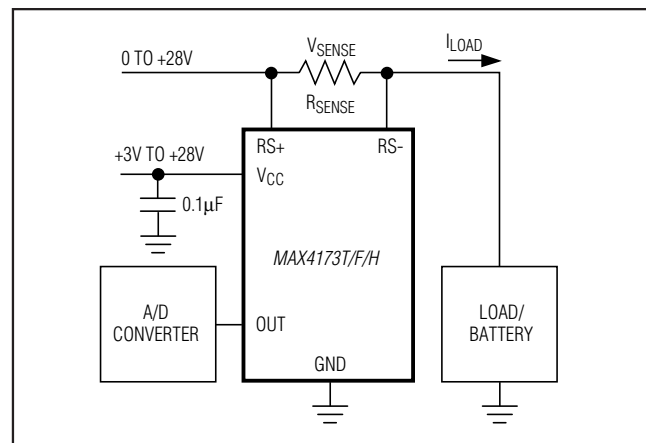 0 TO +28V
VSENSE
ILOAD
RSENSE
RS+
RS-
+3V TO +28V
VCC
0.1µF
MAX4173T/F/H
A/D
CONVERTER
OUT
LOAD/
BATTERY
GND